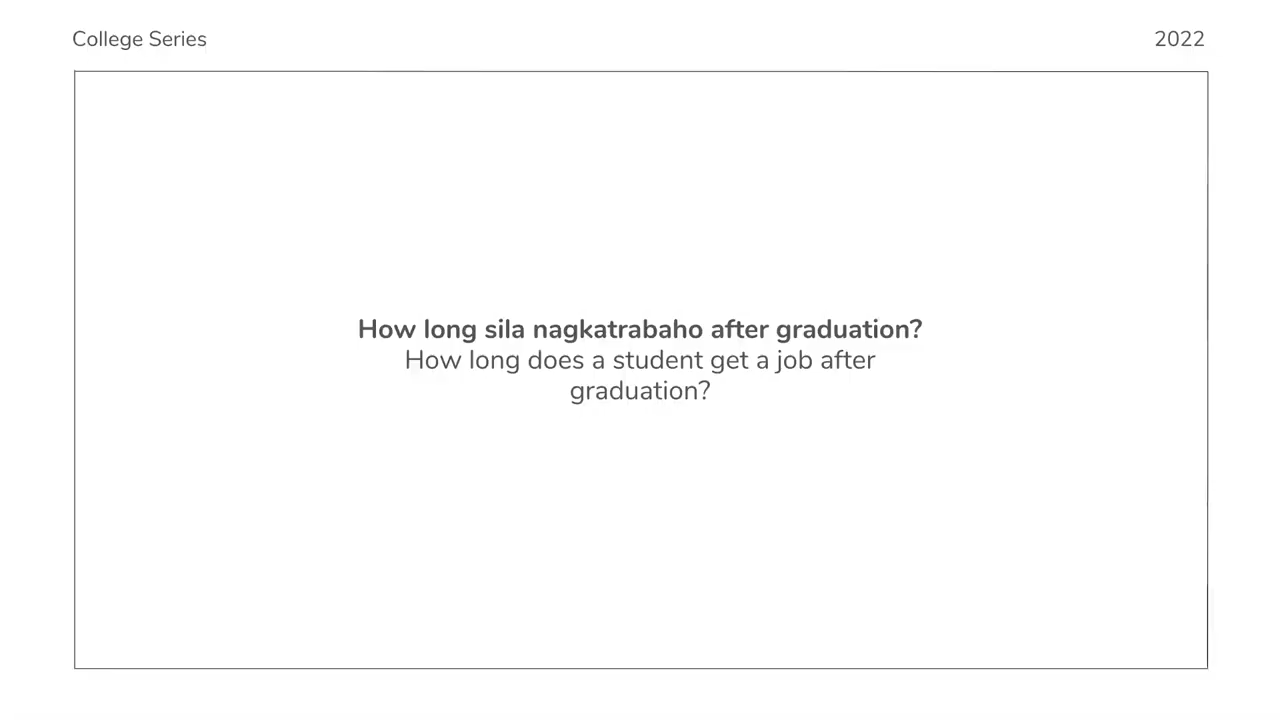 College Series
2022
How long sila nagkatrabaho after graduation?
How long does a student get a job after
graduation?